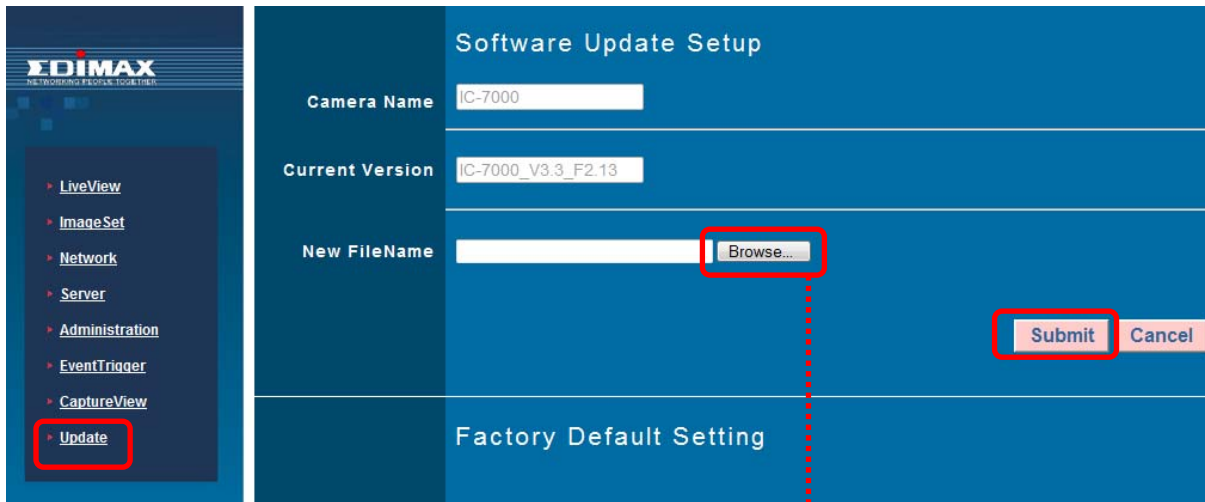 EDIMAX
NETWORKING PEOPLE TOGETHER
LiveView
ImageSet
Network
Server
Administration
EventTrigger
CaptureView
Update
Software Update Setup
Camera Name IC-7000
Current Version IC-7000_V3.3_F2.13
New FileName Browse...
Submit Cancel
Factory Default Setting